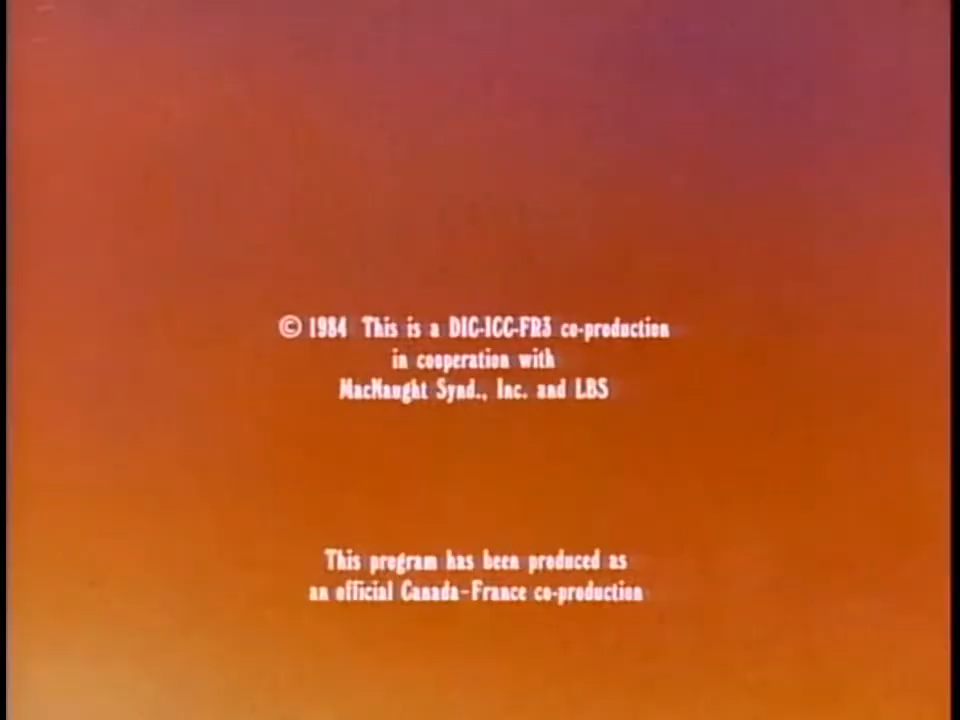 © 1984 This is a DIC-ICC-FR3 co-production
in cooperation with
MacNaught Synd., Inc. and LBS
This program has been produced as
an official Canada-France co-production